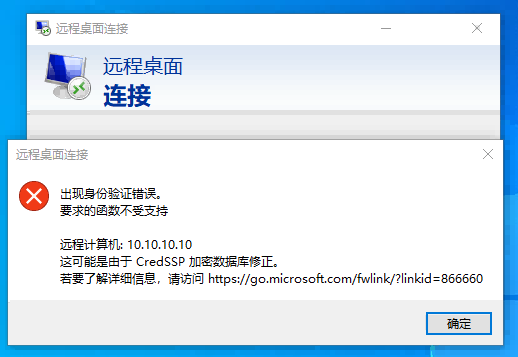 远程桌面连接
远程桌面
连接
远程桌面连接
出现身份验证错误。
要求的函数不受支持
远程计算机: 10.10.10.10
这可能是由于 CredSSP 加密数据库修正。
若要了解详细信息，请访问 https://go.microsoft.com/fwlink/?linkid=866660
确定